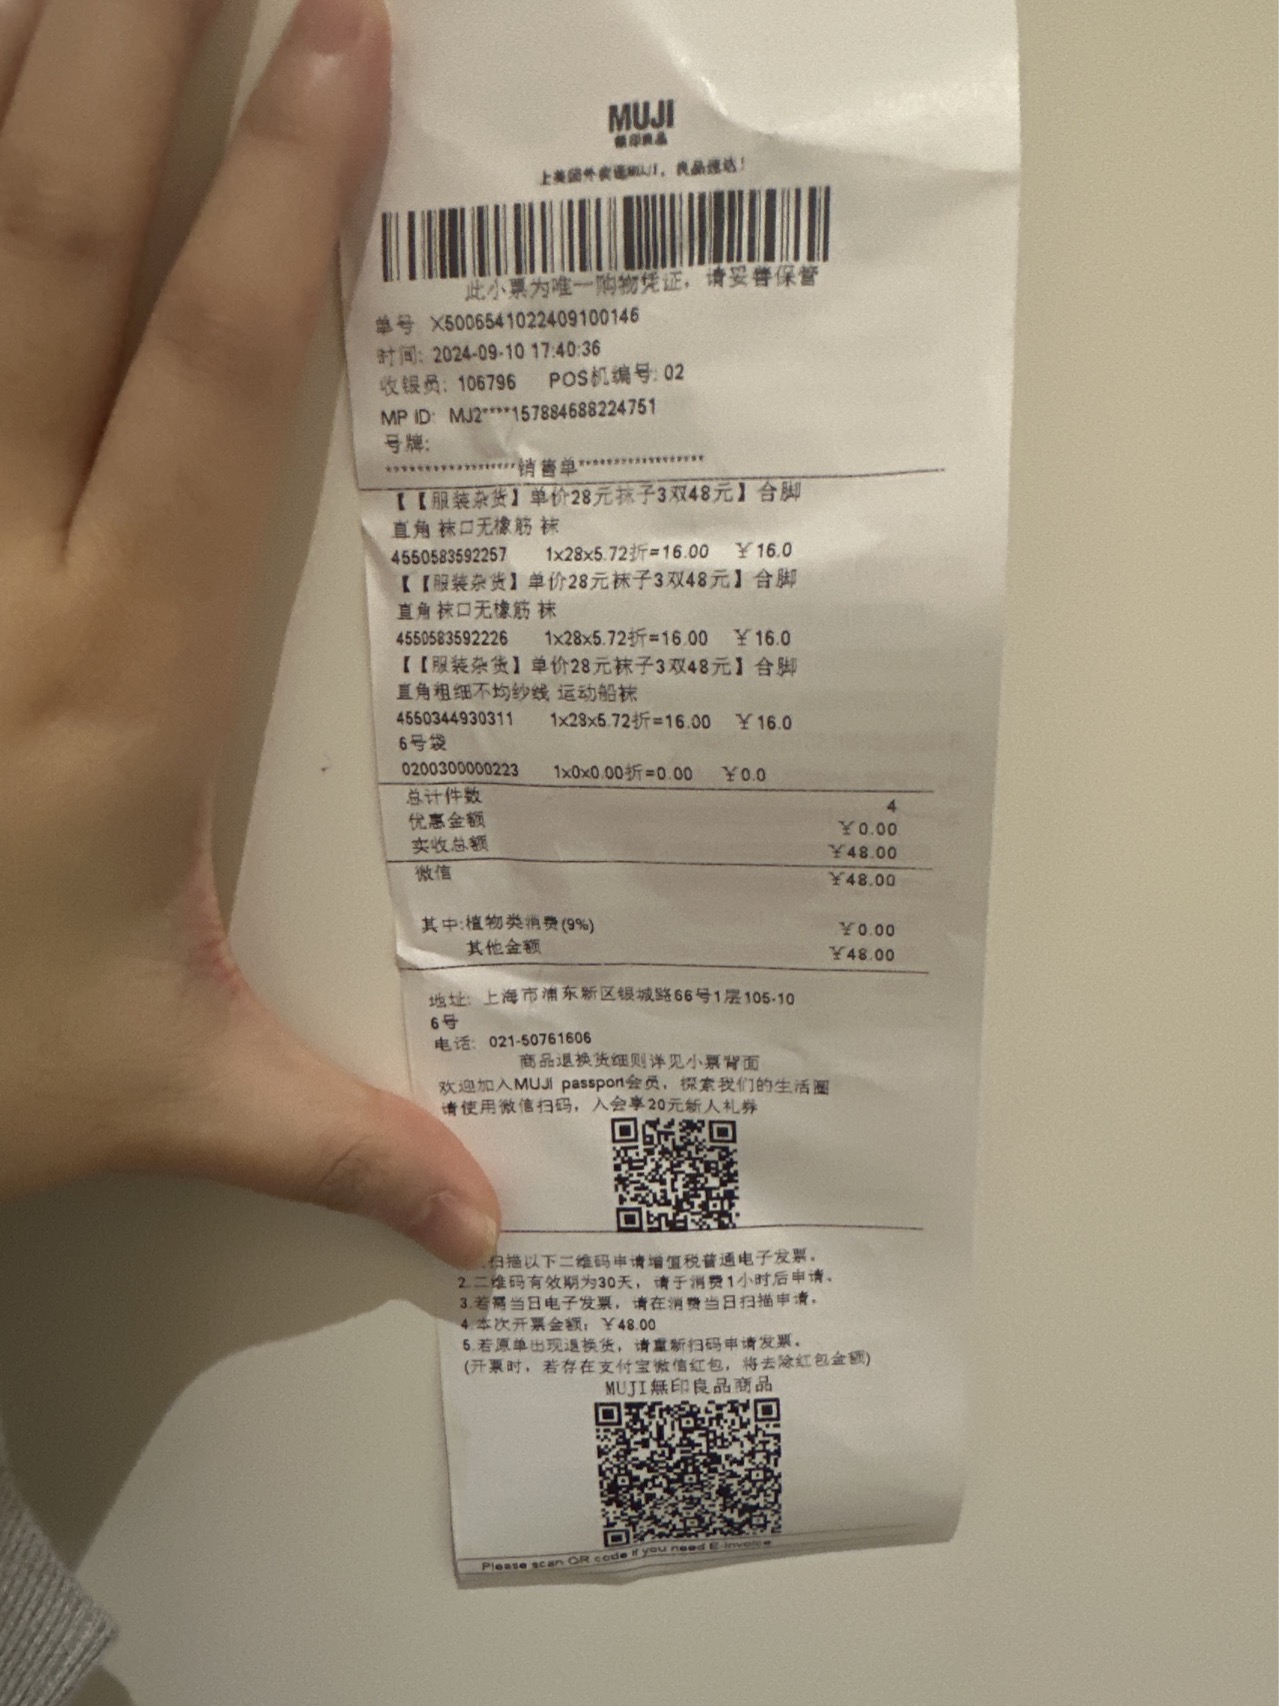 MUJI
無印良品
上美团外卖逛MUJI，良品速达！
此小票为唯一购物凭证，请妥善保管
单号 X5006541022409100146
时间: 2024-09-10 17:40:36
收银员: 106796 POS机编号: 02
MP ID: MJ2****157884688224751
号牌:
******************销售单******************
【【服装杂货】单价28元袜子3双48元】合脚
直角 袜口无橡筋 袜
4550583592257 1x28x5.72折=16.00 ￥16.0
【【服装杂货】单价28元袜子3双48元】合脚
直角 袜口无橡筋 袜
4550583592226 1x28x5.72折=16.00 ￥16.0
【【服装杂货】单价28元袜子3双48元】合脚
直角粗细不均纱线 运动船袜
4550344930311 1x28x5.72折=16.00 ￥16.0
6号袋
0200300000223 1x0x0.00折=0.00 ￥0.0
总计件数 4
优惠金额 ￥0.00
实收总额 ￥48.00
微信 ￥48.00
其中:植物类消费(9%) ￥0.00
其他金额 ￥48.00
地址: 上海市浦东新区银城路66号1层105-10
6号
电话: 021-50761606
商品退换货细则详见小票背面
欢迎加入MUJI passport会员，探索我们的生活圈
请使用微信扫码，入会享20元新人礼券
扫描以下二维码申请增值税普通电子发票。
2.二维码有效期为30天，请于消费1小时后申请。
3.若需当日电子发票，请在消费当日扫描申请。
4.本次开票金额：￥48.00
5.若原单出现退换货，请重新扫码申请发票。
(开票时，若存在支付宝微信红包，将去除红包金额)
MUJI無印良品商品
Please scan QR code if you need E-Invoice